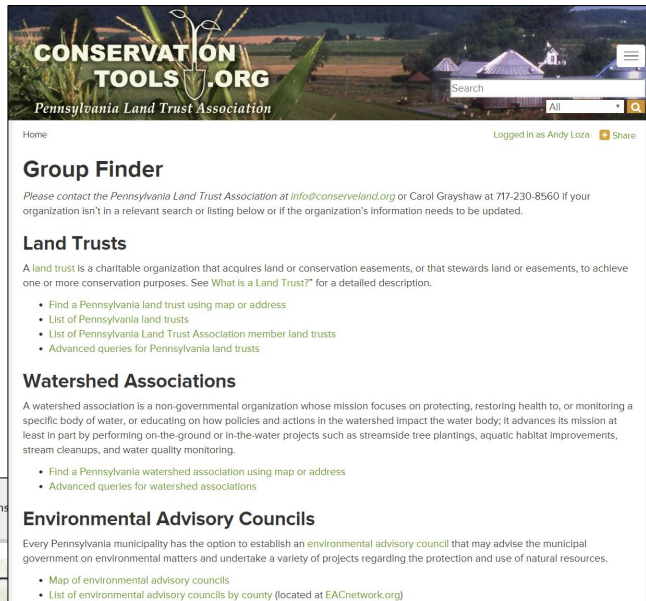 CONSERVATION
TOOLS.ORG
Pennsylvania Land Trust Association
Search
All
Home
Logged in as Andy Loza
Share
Group Finder
Please contact the Pennsylvania Land Trust Association at info@conserveland.org or Carol Grayshaw at 717-230-8560 if your
organization isn't in a relevant search or listing below or if the organization's information needs to be updated.
Land Trusts
A land trust is a charitable organization that acquires land or conservation easements, or that stewards land or easements, to achieve
one or more conservation purposes. See What is a Land Trust?" for a detailed description.
• Find a Pennsylvania land trust using map or address
• List of Pennsylvania land trusts
• List of Pennsylvania Land Trust Association member land trusts
• Advanced queries for Pennsylvania land trusts
Watershed Associations
A watershed association is a non-governmental organization whose mission focuses on protecting, restoring health to, or monitoring a
specific body of water, or educating on how policies and actions in the watershed impact the water body; it advances its mission at
least in part by performing on-the-ground or in-the-water projects such as streamside tree plantings, aquatic habitat improvements,
stream cleanups, and water quality monitoring.
• Find a Pennsylvania watershed association using map or address
• Advanced queries for watershed associations
Environmental Advisory Councils
Every Pennsylvania municipality has the option to establish an environmental advisory council that may advise the municipal
government on environmental matters and undertake a variety of projects regarding the protection and use of natural resources.
• Map of environmental advisory councils
• List of environmental advisory councils by county (located at EACnetwork.org)